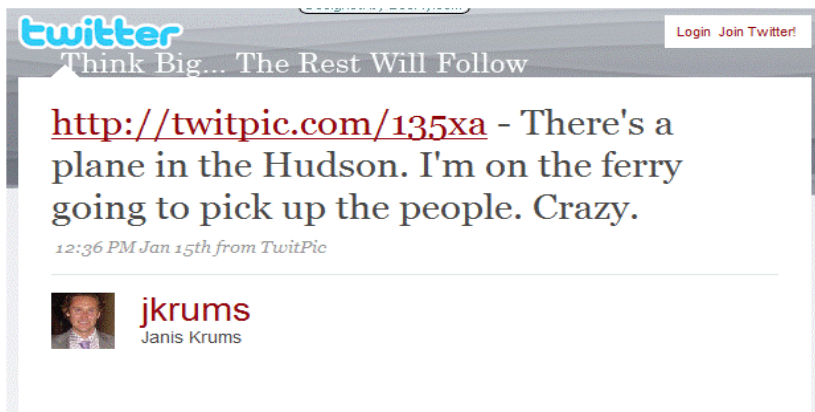 twitter
Login Join Twitter!
Think Big... The Rest Will Follow
http://twitpic.com/135xa - There's a
plane in the Hudson. I'm on the ferry
going to pick up the people. Crazy.
12:36 PM Jan 15th from TwitPic
jkrums
Janis Krums